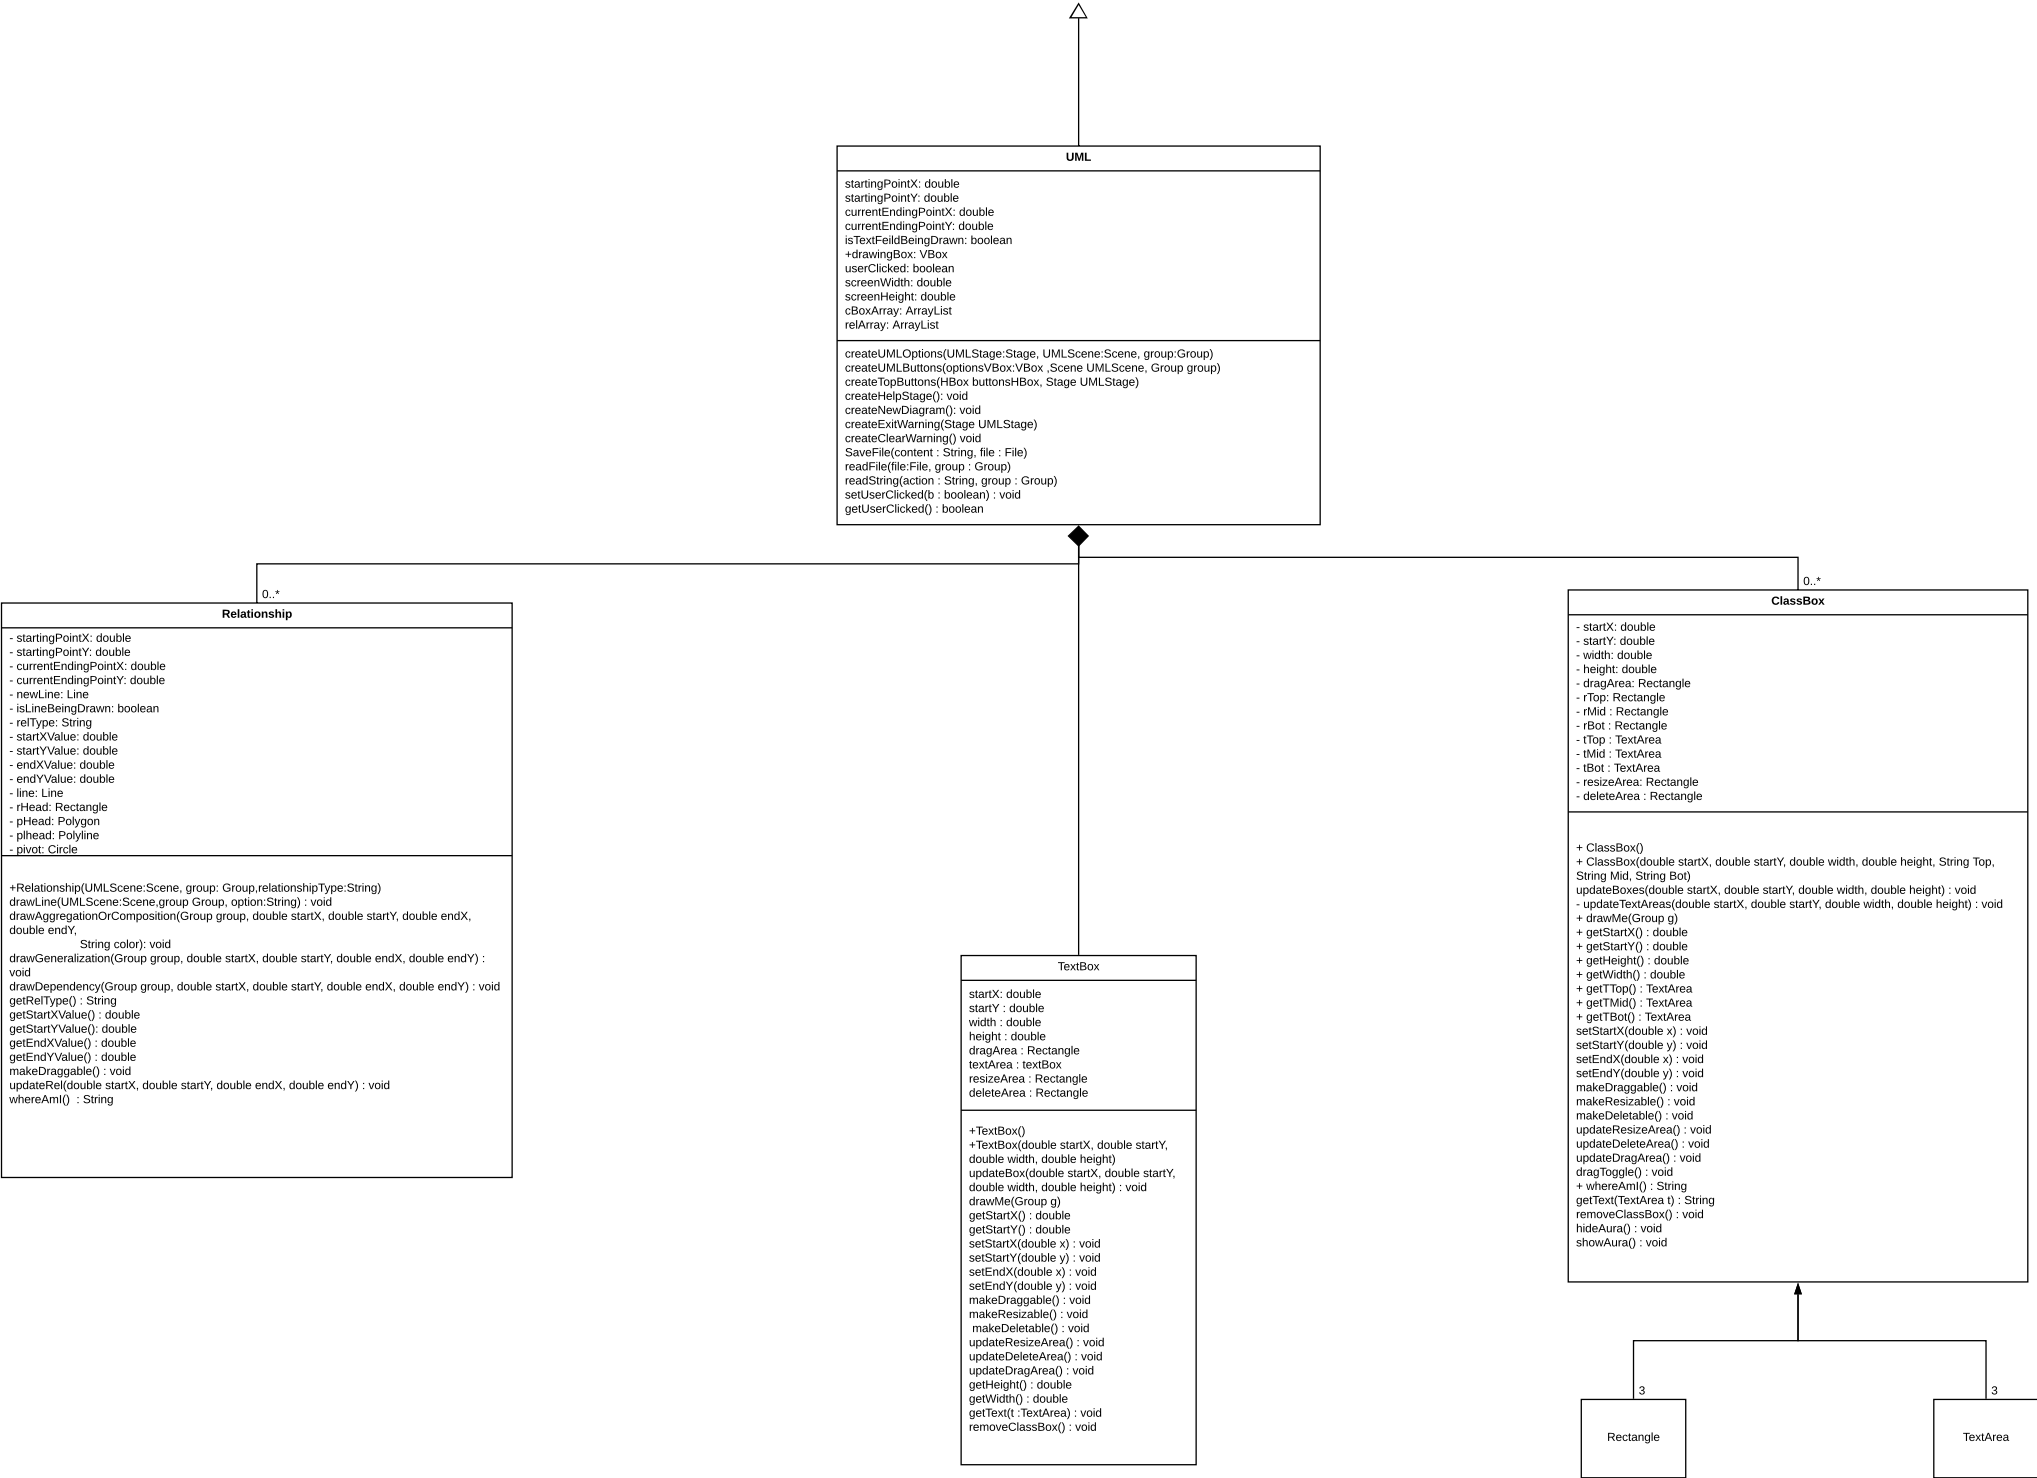 UML
startingPointX: double
startingPointY: double
currentEndingPointX: double
currentEndingPointY: double
isTextFeildBeingDrawn: boolean
+drawingBox: VBox
userClicked: boolean
screenWidth: double
screenHeight: double
cBoxArray: ArrayList
relArray: ArrayList
createUMLOptions(UMLStage:Stage, UMLScene:Scene, group:Group)
createUMLButtons(optionsVBox:VBox ,Scene UMLScene, Group group)
createTopButtons(HBox buttonsHBox, Stage UMLStage)
createHelpStage(): void
createNewDiagram(): void
createExitWarning(Stage UMLStage)
createClearWarning() void
SaveFile(content : String, file : File)
readFile(file:File, group : Group)
readString(action : String, group : Group)
setUserClicked(b : boolean) : void
getUserClicked() : boolean
0..*
Relationship
- startingPointX: double
- startingPointY: double
- currentEndingPointX: double
- currentEndingPointY: double
- newLine: Line
- isLineBeingDrawn: boolean
- relType: String
- startXValue: double
- startYValue: double
- endXValue: double
- endYValue: double
- line: Line
- rHead: Rectangle
- pHead: Polygon
- plhead: Polyline
- pivot: Circle
+Relationship(UMLScene:Scene, group: Group,relationshipType:String)
drawLine(UMLScene:Scene,group Group, option:String) : void
drawAggregationOrComposition(Group group, double startX, double startY, double endX,
double endY,
String color): void
drawGeneralization(Group group, double startX, double startY, double endX, double endY) :
void
drawDependency(Group group, double startX, double startY, double endX, double endY) : void
getRelType() : String
getStartXValue() : double
getStartYValue(): double
getEndXValue() : double
getEndYValue() : double
makeDraggable() : void
updateRel(double startX, double startY, double endX, double endY) : void
whereAmI()  : String
TextBox
startX: double
startY : double
width : double
height : double
dragArea : Rectangle
textArea : textBox
resizeArea : Rectangle
deleteArea : Rectangle
+TextBox()
+TextBox(double startX, double startY,
double width, double height)
updateBox(double startX, double startY,
double width, double height) : void
drawMe(Group g)
getStartX() : double
getStartY() : double
setStartX(double x) : void
setStartY(double y) : void
setEndX(double x) : void
setEndY(double y) : void
makeDraggable() : void
makeResizable() : void
makeDeletable() : void
updateResizeArea() : void
updateDeleteArea() : void
updateDragArea() : void
getHeight() : double
getWidth() : double
getText(t :TextArea) : void
removeClassBox() : void
0..*
ClassBox
- startX: double
- startY: double
- width: double
- height: double
- dragArea: Rectangle
- rTop: Rectangle
- rMid : Rectangle
- rBot : Rectangle
- tTop : TextArea
- tMid : TextArea
- tBot : TextArea
- resizeArea: Rectangle
- deleteArea : Rectangle
+ ClassBox()
+ ClassBox(double startX, double startY, double width, double height, String Top,
String Mid, String Bot)
updateBoxes(double startX, double startY, double width, double height) : void
- updateTextAreas(double startX, double startY, double width, double height) : void
+ drawMe(Group g)
+ getStartX() : double
+ getStartY() : double
+ getHeight() : double
+ getWidth() : double
+ getTTop() : TextArea
+ getTMid() : TextArea
+ getTBot() : TextArea
setStartX(double x) : void
setStartY(double y) : void
setEndX(double x) : void
setEndY(double y) : void
makeDraggable() : void
makeResizable() : void
makeDeletable() : void
updateResizeArea() : void
updateDeleteArea() : void
updateDragArea() : void
dragToggle() : void
+ whereAmI() : String
getText(TextArea t) : String
removeClassBox() : void
hideAura() : void
showAura() : void
3
Rectangle
3
TextArea